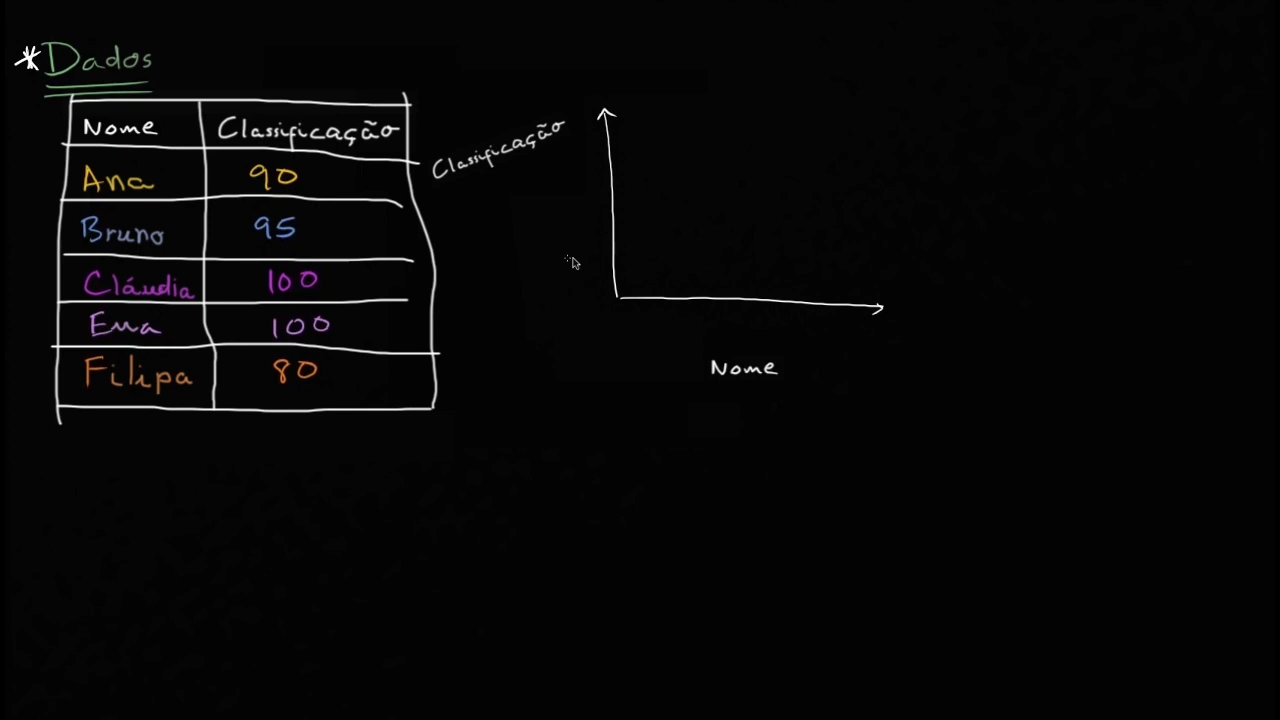 * Dados
Nome Classificação
Ana 90
Bruno 95
Cláudia 100
Ema 100
Filipa 80
Classificação
Nome